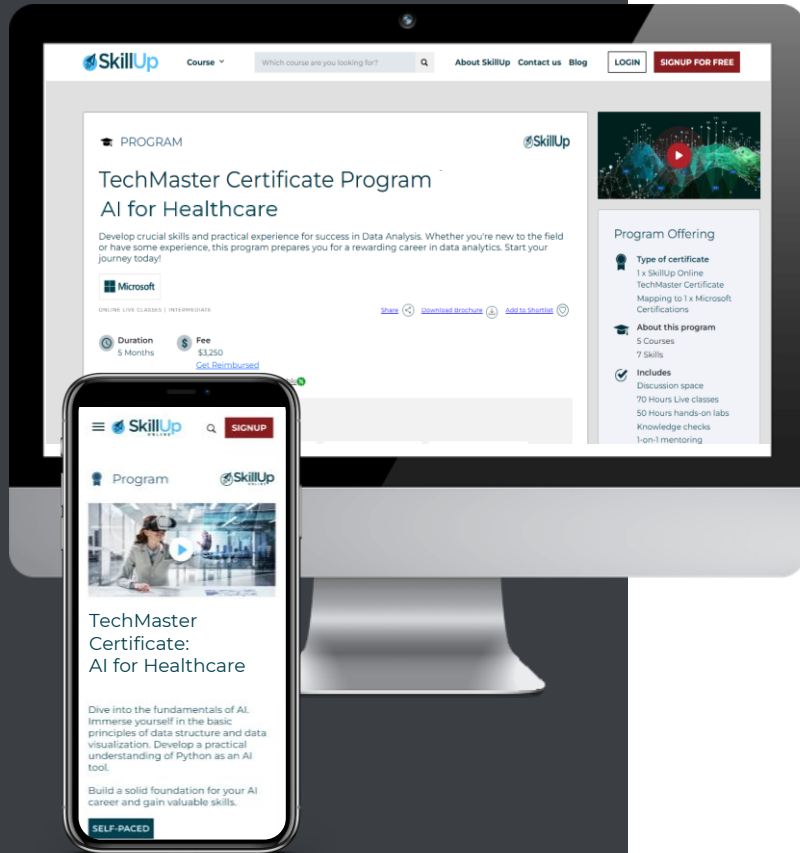 SkillUp
Course
Which course are you looking for?
About SkillUp Contact us Blog
LOGIN
SIGNUP FOR FREE
PROGRAM
SkillUp
TechMaster Certificate Program
AI for Healthcare
Develop crucial skills and practical experience for success in Data Analysis. Whether you're new to the field
or have some experience, this program prepares you for a rewarding career in data analytics. Start your
journey today!
Microsoft
ONLINE LIVE CLASSES | INTERMEDIATE
Share
Download Brochure
Add to Shortlist
Duration
5 Months
Fee
$3,250
Get Reimbursed
Program Offering
Type of certificate
1 x SkillUp Online
TechMaster Certificate
Mapping to 1 x Microsoft
Certifications
About this program
5 Courses
7 Skills
Includes
Discussion space
70 Hours Live classes
50 Hours hands-on labs
Knowledge checks
1-on-1 mentoring
SkillUp
ONLINE
SIGNUP
Program
SkillUp
ONLINE
TechMaster
Certificate:
AI for Healthcare
Dive into the fundamentals of AI.
Immerse yourself in the basic
principles of data structure and data
visualization. Develop a practical
understanding of Python as an AI
tool.
Build a solid foundation for your AI
career and gain valuable skills.
SELF-PACED